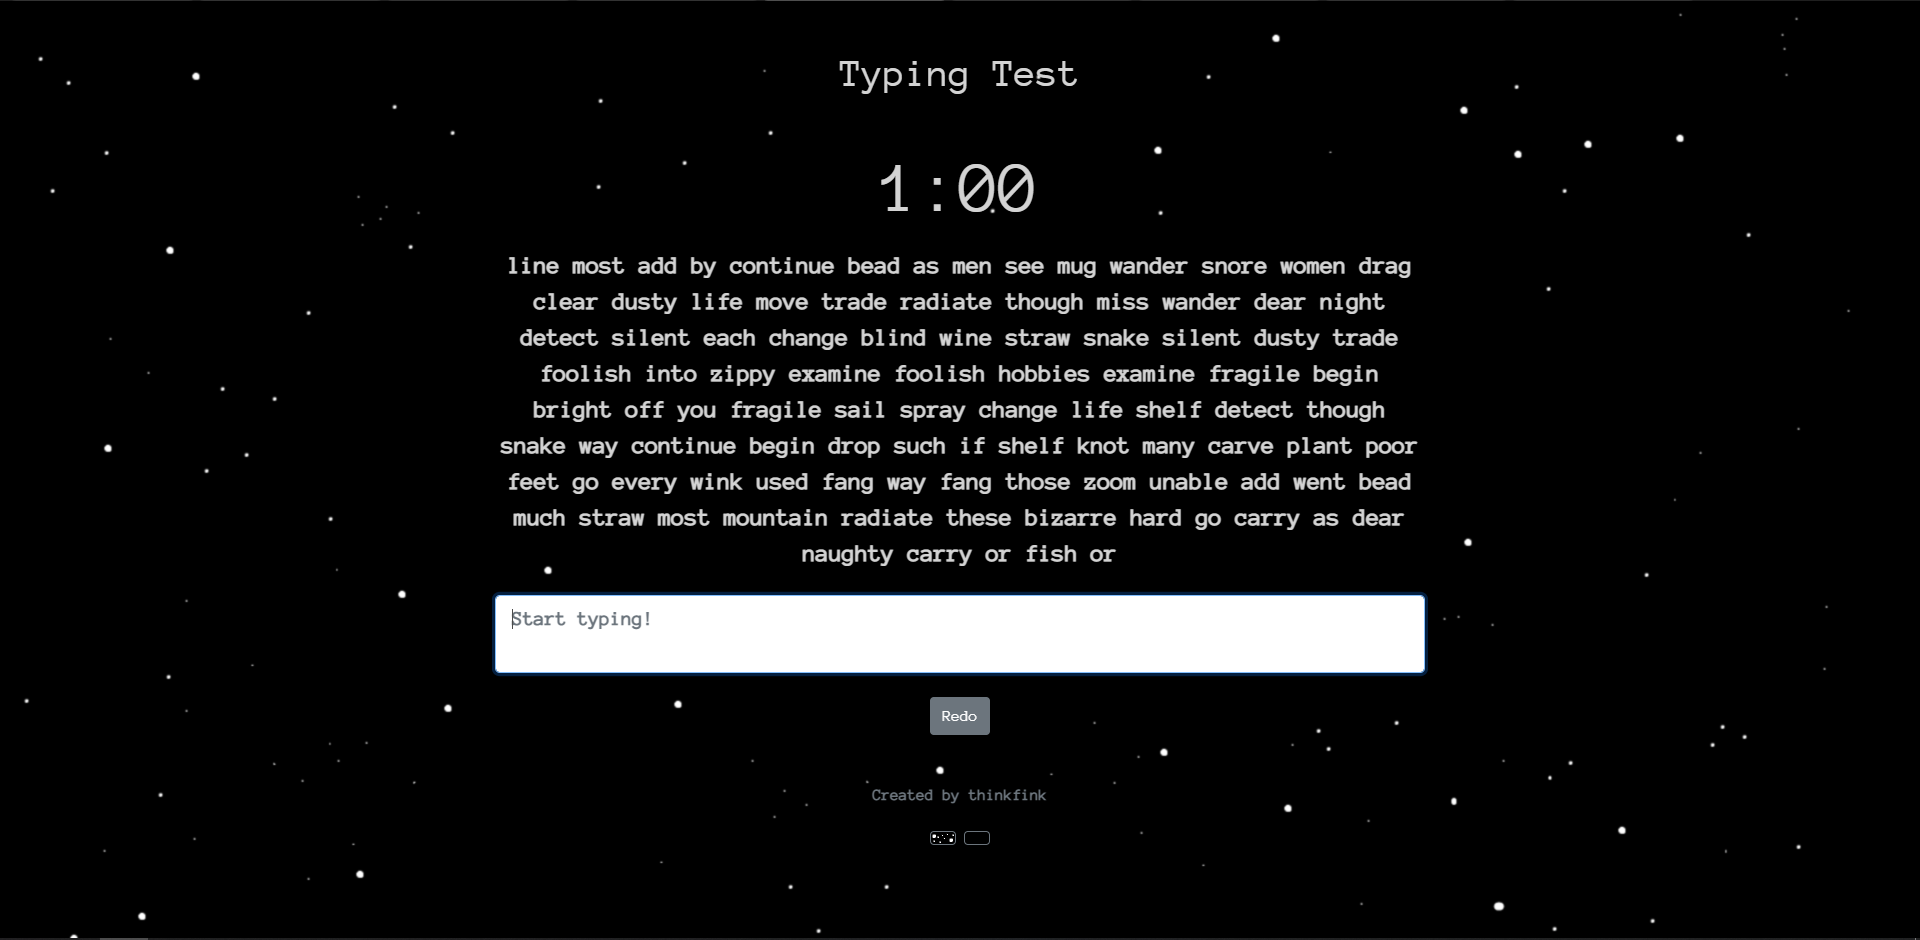 Typing Test
1:00
line most add by continue bead as men see mug wander snore women drag
clear dusty life move trade radiate though miss wander dear night
detect silent each change blind wine straw snake silent dusty trade
foolish into zippy examine foolish hobbies examine fragile begin
bright off you fragile sail spray change life shelf detect though
snake way continue begin drop such if shelf knot many carve plant poor
feet go every wink used fang way fang those zoom unable add went bead
much straw most mountain radiate these bizarre hard go carry as dear
naughty carry or fish or
Start typing!
Redo
Created by thinkfink